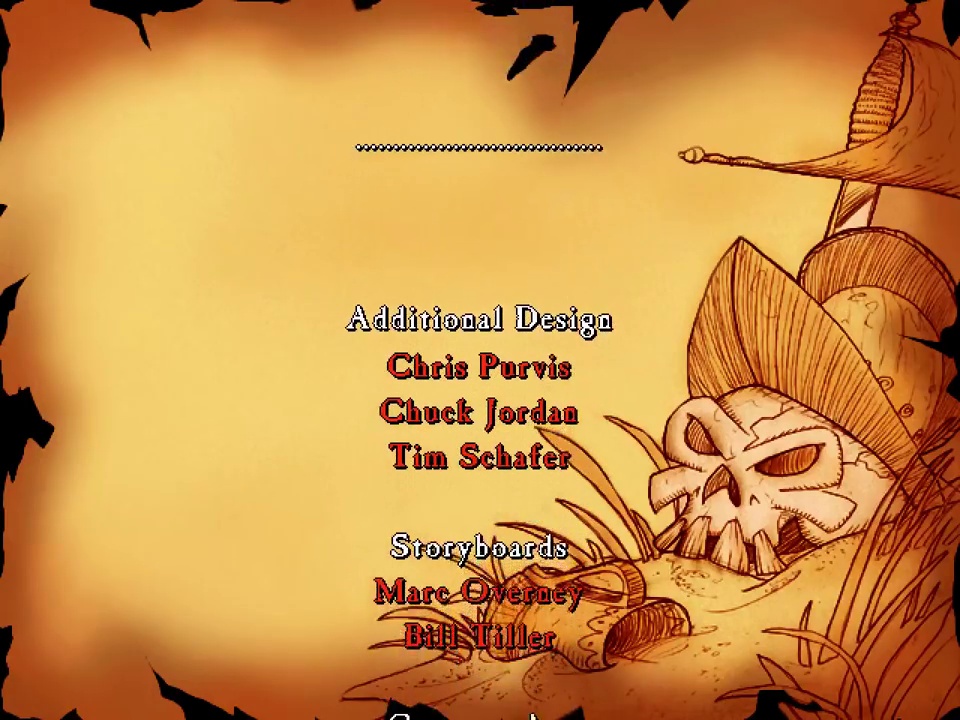 Additional Design
Chris Purvis
Chuck Jordan
Tim Schafer
Storyboards
Marc Overney
Bill Tiller